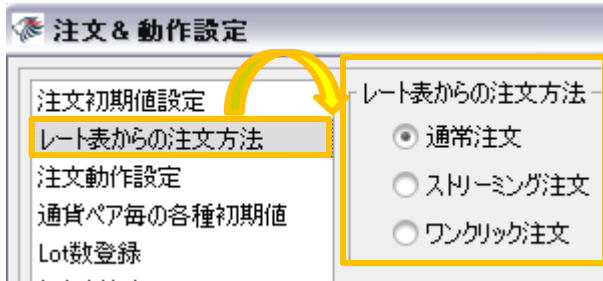 注文& 動作設定
注文初期値設定
レート表からの注文方法
注文動作設定
通貨ペア毎の各種初期値
Lot数登録
レート表からの注文方法
通常注文
ストリーミング注文
ワンクリック注文